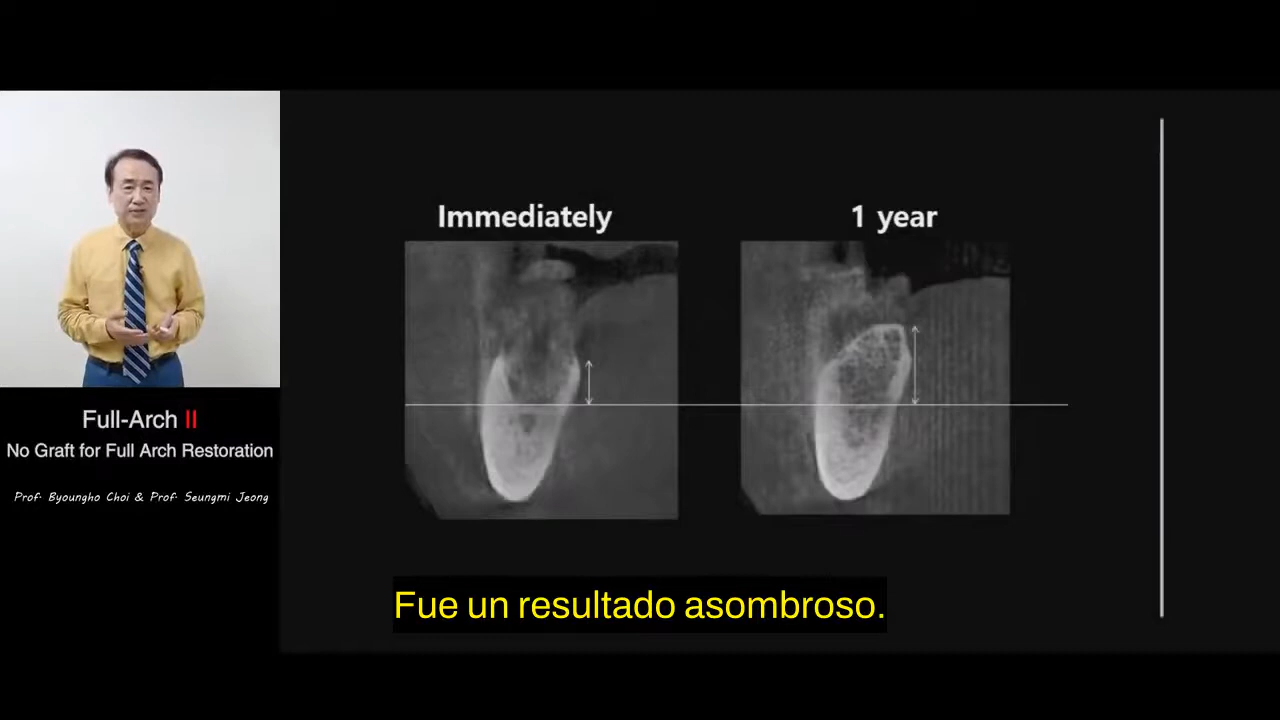 Immediately
1 year
Full-Arch II
No Graft for Full Arch Restoration
Prof. Byoungho Choi & Prof. Seungmi Jeong
Fue un resultado asombroso.